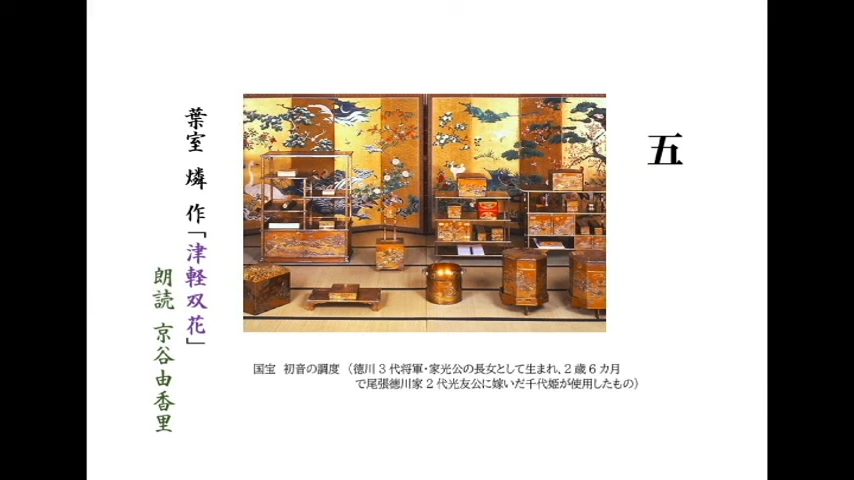 五
葉室 燐 作「津軽双花」
朗読 京谷由香里
国宝 初音の調度 (徳川3代将軍・家光公の長女として生まれ、2歳6カ月
で尾張徳川家2代光友公に嫁いだ千代姫が使用したもの)